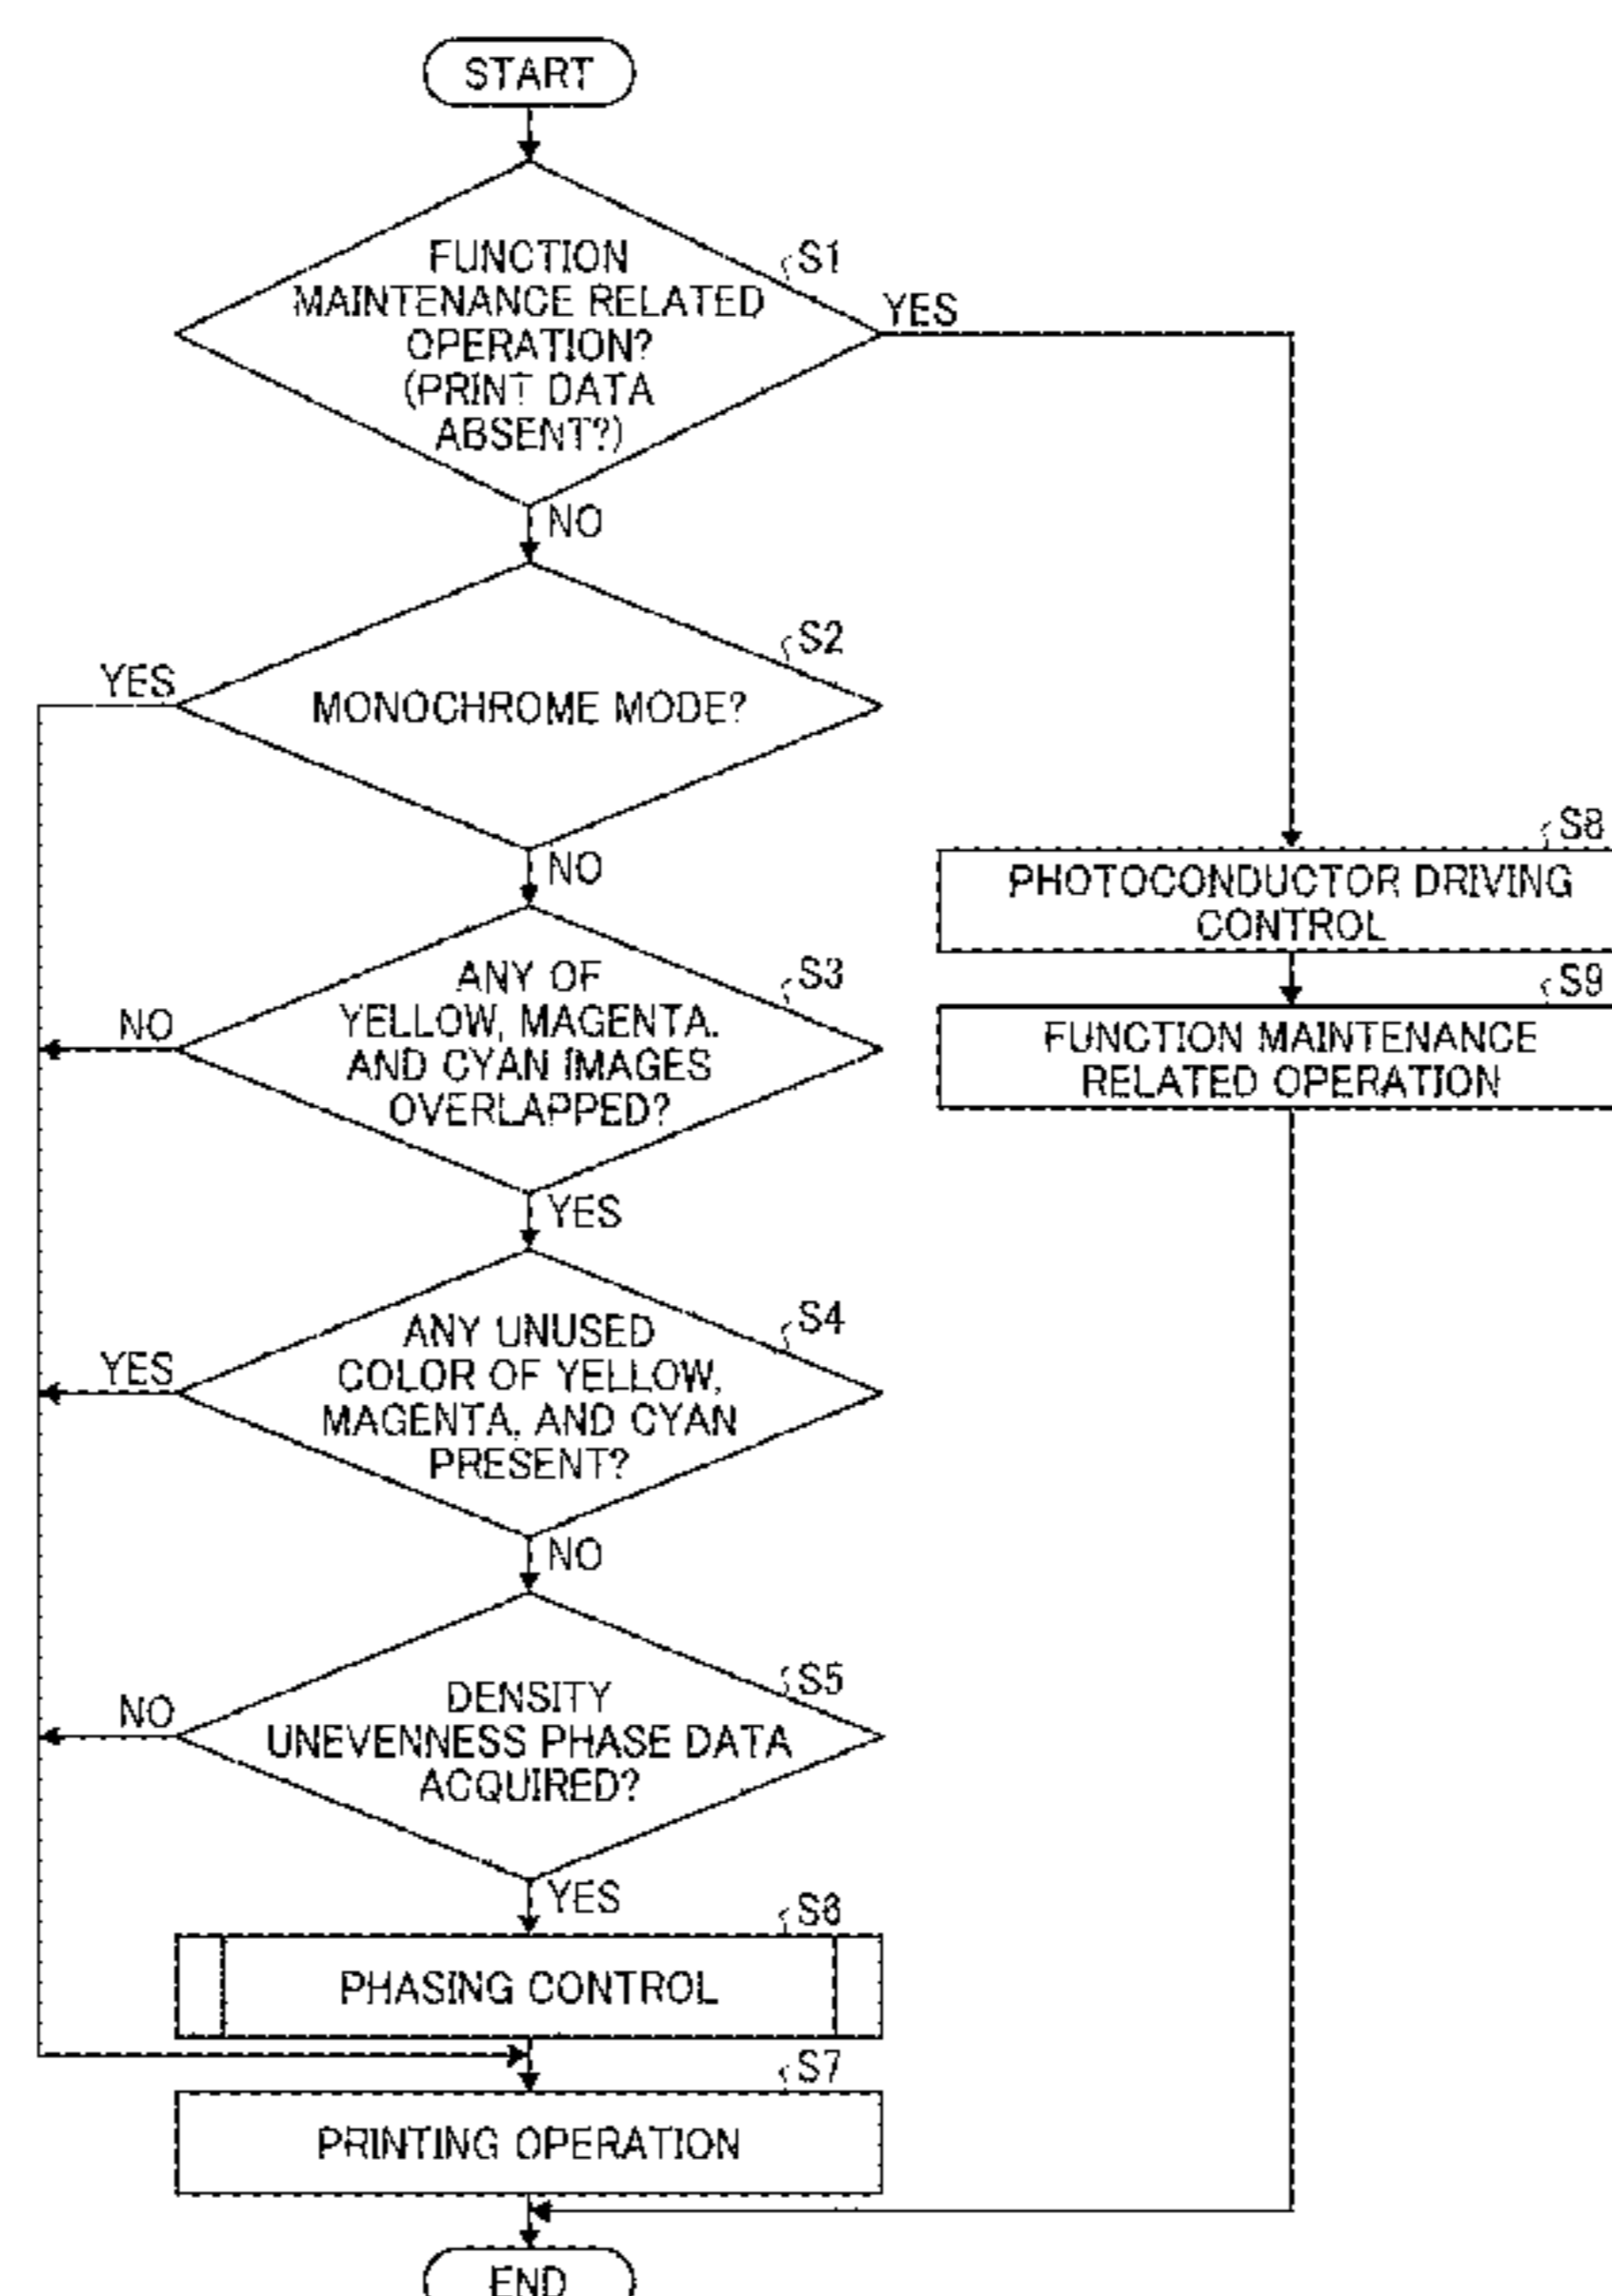 START
FUNCTION
MAINTENANCE RELATED
OPERATION?
(PRINT DATA
ABSENT?)
S1
YES
NO
MONOCHROME MODE?
S2
YES
NO
ANY OF
YELLOW, MAGENTA,
AND CYAN IMAGES
OVERLAPPED?
S3
NO
YES
ANY UNUSED
COLOR OF YELLOW,
MAGENTA, AND CYAN
PRESENT?
S4
YES
NO
DENSITY
UNEVENNESS PHASE DATA
ACQUIRED?
S5
NO
YES
S6
PHASING CONTROL
S7
PRINTING OPERATION
S8
PHOTOCONDUCTOR DRIVING
CONTROL
S9
FUNCTION MAINTENANCE
RELATED OPERATION
END